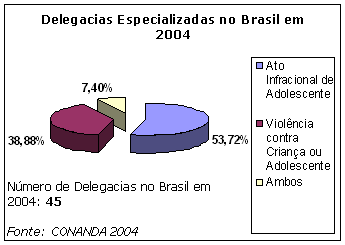 Delegacias Especializadas no Brasil em
2004
7,40%
38,88%
53,72%
Ato
Infracional de
Adolescente
Violência
contra
Criança ou
Adolescente
Ambos
Número de Delegacias no Brasil em
2004: 45
Fonte: CONANDA 2004